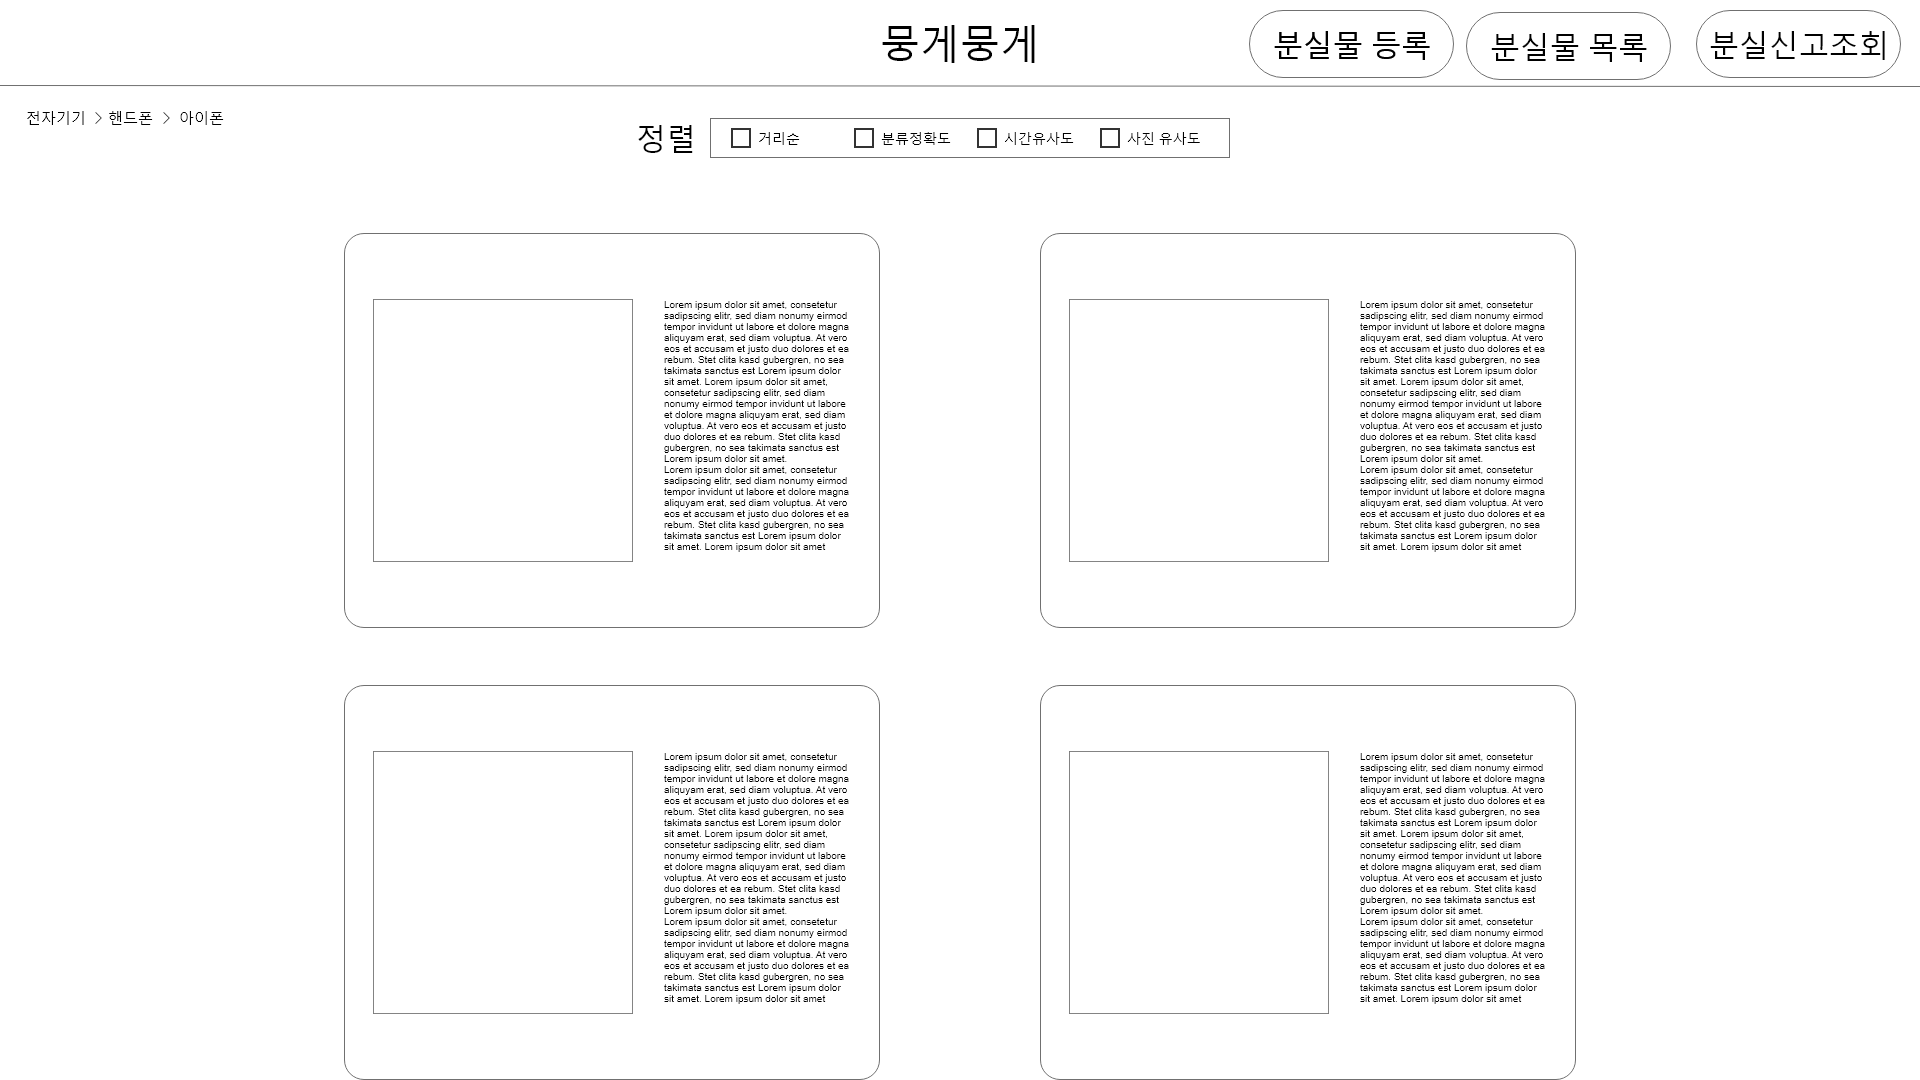 뭉게뭉게
분실물 등록
분실물 목록
분실신고조회
전자기기 > 핸드폰 > 아이폰
정렬
거리순
분류정확도
시간유사도
사진 유사도
Lorem ipsum dolor sit amet, consetetur
sadipscing elitr, sed diam nonumy eirmod
tempor invidunt ut labore et dolore magna
aliquyam erat, sed diam voluptua. At vero
eos et accusam et justo duo dolores et ea
rebum. Stet clita kasd gubergren, no sea
takimata sanctus est Lorem ipsum dolor
sit amet. Lorem ipsum dolor sit amet,
consetetur sadipscing elitr, sed diam
nonumy eirmod tempor invidunt ut labore
et dolore magna aliquyam erat, sed diam
voluptua. At vero eos et accusam et justo
duo dolores et ea rebum. Stet clita kasd
gubergren, no sea takimata sanctus est
Lorem ipsum dolor sit amet.
Lorem ipsum dolor sit amet, consetetur
sadipscing elitr, sed diam nonumy eirmod
tempor invidunt ut labore et dolore magna
aliquyam erat, sed diam voluptua. At vero
eos et accusam et justo duo dolores et ea
rebum. Stet clita kasd gubergren, no sea
takimata sanctus est Lorem ipsum dolor
sit amet. Lorem ipsum dolor sit amet
Lorem ipsum dolor sit amet, consetetur
sadipscing elitr, sed diam nonumy eirmod
tempor invidunt ut labore et dolore magna
aliquyam erat, sed diam voluptua. At vero
eos et accusam et justo duo dolores et ea
rebum. Stet clita kasd gubergren, no sea
takimata sanctus est Lorem ipsum dolor
sit amet. Lorem ipsum dolor sit amet,
consetetur sadipscing elitr, sed diam
nonumy eirmod tempor invidunt ut labore
et dolore magna aliquyam erat, sed diam
voluptua. At vero eos et accusam et justo
duo dolores et ea rebum. Stet clita kasd
gubergren, no sea takimata sanctus est
Lorem ipsum dolor sit amet.
Lorem ipsum dolor sit amet, consetetur
sadipscing elitr, sed diam nonumy eirmod
tempor invidunt ut labore et dolore magna
aliquyam erat, sed diam voluptua. At vero
eos et accusam et justo duo dolores et ea
rebum. Stet clita kasd gubergren, no sea
takimata sanctus est Lorem ipsum dolor
sit amet. Lorem ipsum dolor sit amet
Lorem ipsum dolor sit amet, consetetur
sadipscing elitr, sed diam nonumy eirmod
tempor invidunt ut labore et dolore magna
aliquyam erat, sed diam voluptua. At vero
eos et accusam et justo duo dolores et ea
rebum. Stet clita kasd gubergren, no sea
takimata sanctus est Lorem ipsum dolor
sit amet. Lorem ipsum dolor sit amet,
consetetur sadipscing elitr, sed diam
nonumy eirmod tempor invidunt ut labore
et dolore magna aliquyam erat, sed diam
voluptua. At vero eos et accusam et justo
duo dolores et ea rebum. Stet clita kasd
gubergren, no sea takimata sanctus est
Lorem ipsum dolor sit amet.
Lorem ipsum dolor sit amet, consetetur
sadipscing elitr, sed diam nonumy eirmod
tempor invidunt ut labore et dolore magna
aliquyam erat, sed diam voluptua. At vero
eos et accusam et justo duo dolores et ea
rebum. Stet clita kasd gubergren, no sea
takimata sanctus est Lorem ipsum dolor
sit amet. Lorem ipsum dolor sit amet
Lorem ipsum dolor sit amet, consetetur
sadipscing elitr, sed diam nonumy eirmod
tempor invidunt ut labore et dolore magna
aliquyam erat, sed diam voluptua. At vero
eos et accusam et justo duo dolores et ea
rebum. Stet clita kasd gubergren, no sea
takimata sanctus est Lorem ipsum dolor
sit amet. Lorem ipsum dolor sit amet,
consetetur sadipscing elitr, sed diam
nonumy eirmod tempor invidunt ut labore
et dolore magna aliquyam erat, sed diam
voluptua. At vero eos et accusam et justo
duo dolores et ea rebum. Stet clita kasd
gubergren, no sea takimata sanctus est
Lorem ipsum dolor sit amet.
Lorem ipsum dolor sit amet, consetetur
sadipscing elitr, sed diam nonumy eirmod
tempor invidunt ut labore et dolore magna
aliquyam erat, sed diam voluptua. At vero
eos et accusam et justo duo dolores et ea
rebum. Stet clita kasd gubergren, no sea
takimata sanctus est Lorem ipsum dolor
sit amet. Lorem ipsum dolor sit amet